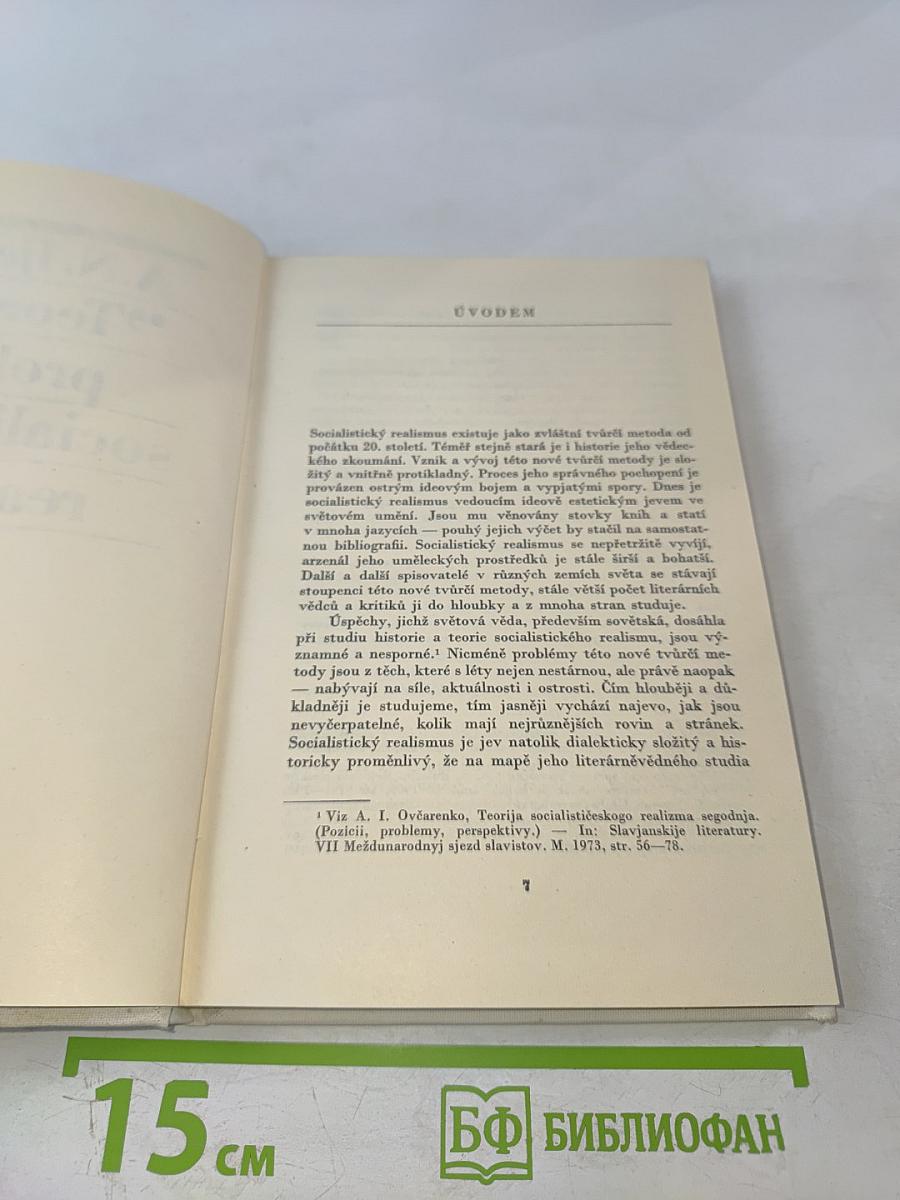 ÚVODEM
Socialistický realismus existuje jako zvláštní tvůrčí metoda od
počátku 20. století. Téměř stejně stará je i historie jeho vědec-
kého zkoumání. Vznik a vývoj této nové tvůrčí metody je slo-
žitý a vnitřně protikladný. Proces jeho správného pochopení je
provázen ostrým ideovým bojem a vypjatými spory. Dnes je
socialistický realismus vedoucím ideově estetickým jevem ve
světovém umění. Jsou mu věnovány stovky knih a statí
v mnoha jazycích — pouhý jejich výčet by stačil na samostat-
nou bibliografii. Socialistický realismus se nepřetržitě vyvíjí,
arzenál jeho uměleckých prostředků je stále širší a bohatší.
Další a další spisovatelé v různých zemích světa se stávají
stoupenci této nové tvůrčí metody, stále větší počet literárních
vědců a kritiků ji do hloubky a z mnoha stran studuje.
Úspěchy, jichž světová věda, především sovětská, dosáhla
při studiu historie a teorie socialistického realismu, jsou vý-
znamné a nesporné.¹ Nicméně problémy této nové tvůrčí me-
tody jsou z těch, které s léty nejen nestárnou, ale právě naopak
— nabývají na síle, aktuálnosti i ostrosti. Čím hlouběji a dů-
kladněji je studujeme, tím jasněji vychází najevo, jak jsou
nevyčerpatelné, kolik mají nejrůznějších rovin a stránek.
Socialistický realismus je jev natolik dialekticky složitý a his-
toricky proměnlivý, že na mapě jeho literárněvědného studia
¹ Viz A. I. Ovčarenko, Teorija socialističeskogo realizma segodnja.
(Pozicii, problemy, perspektivy.) — In: Slavjanskije literatury.
VII Meždunarodnyj sjezd slavistov. M. 1973, str. 56—78.
7
15 см
БФ БИБЛИОФАН